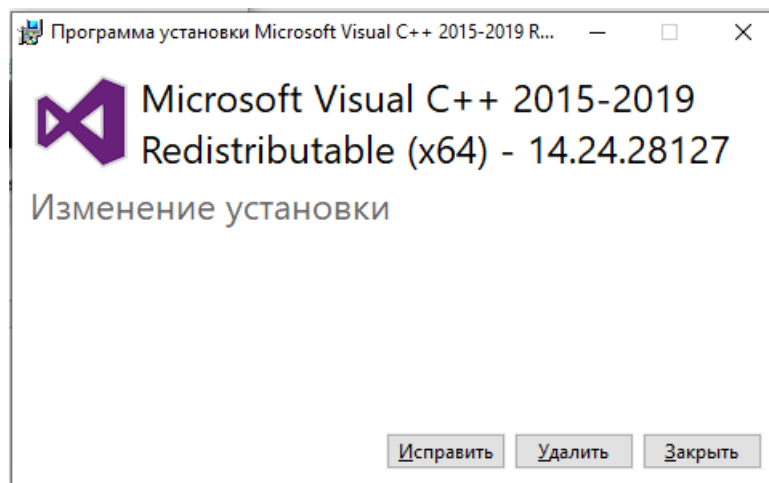 Программа установки Microsoft Visual C++ 2015-2019 R...
Microsoft Visual C++ 2015-2019
Redistributable (x64) - 14.24.28127
Изменение установки
Исправить Удалить Закрыть